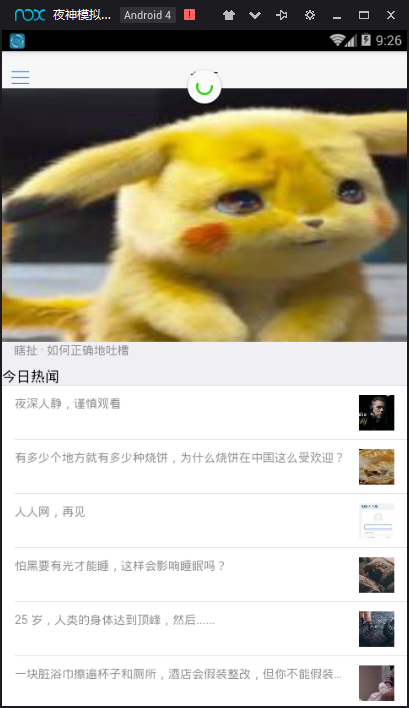 nox 夜神模拟... Android 4
9:26
瞎扯 · 如何正确地吐槽
今日热闻
夜深人静，谨慎观看
有多少个地方就有多少种烧饼，为什么烧饼在中国这么受欢迎？
人人网，再见
怕黑要有光才能睡，这样会影响睡眠吗？
25 岁，人类的身体达到顶峰，然后……
一块脏浴巾擦遍杯子和厕所，酒店会假装整改，但你不能假装...